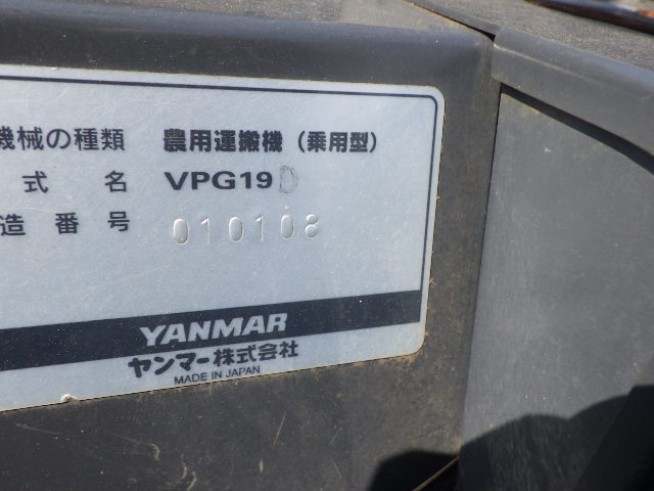 機械の種類 農用運搬機（乗用型）
式 名 VPG19D
造 番 号 010108
YANMAR
ヤンマー株式会社
MADE IN JAPAN